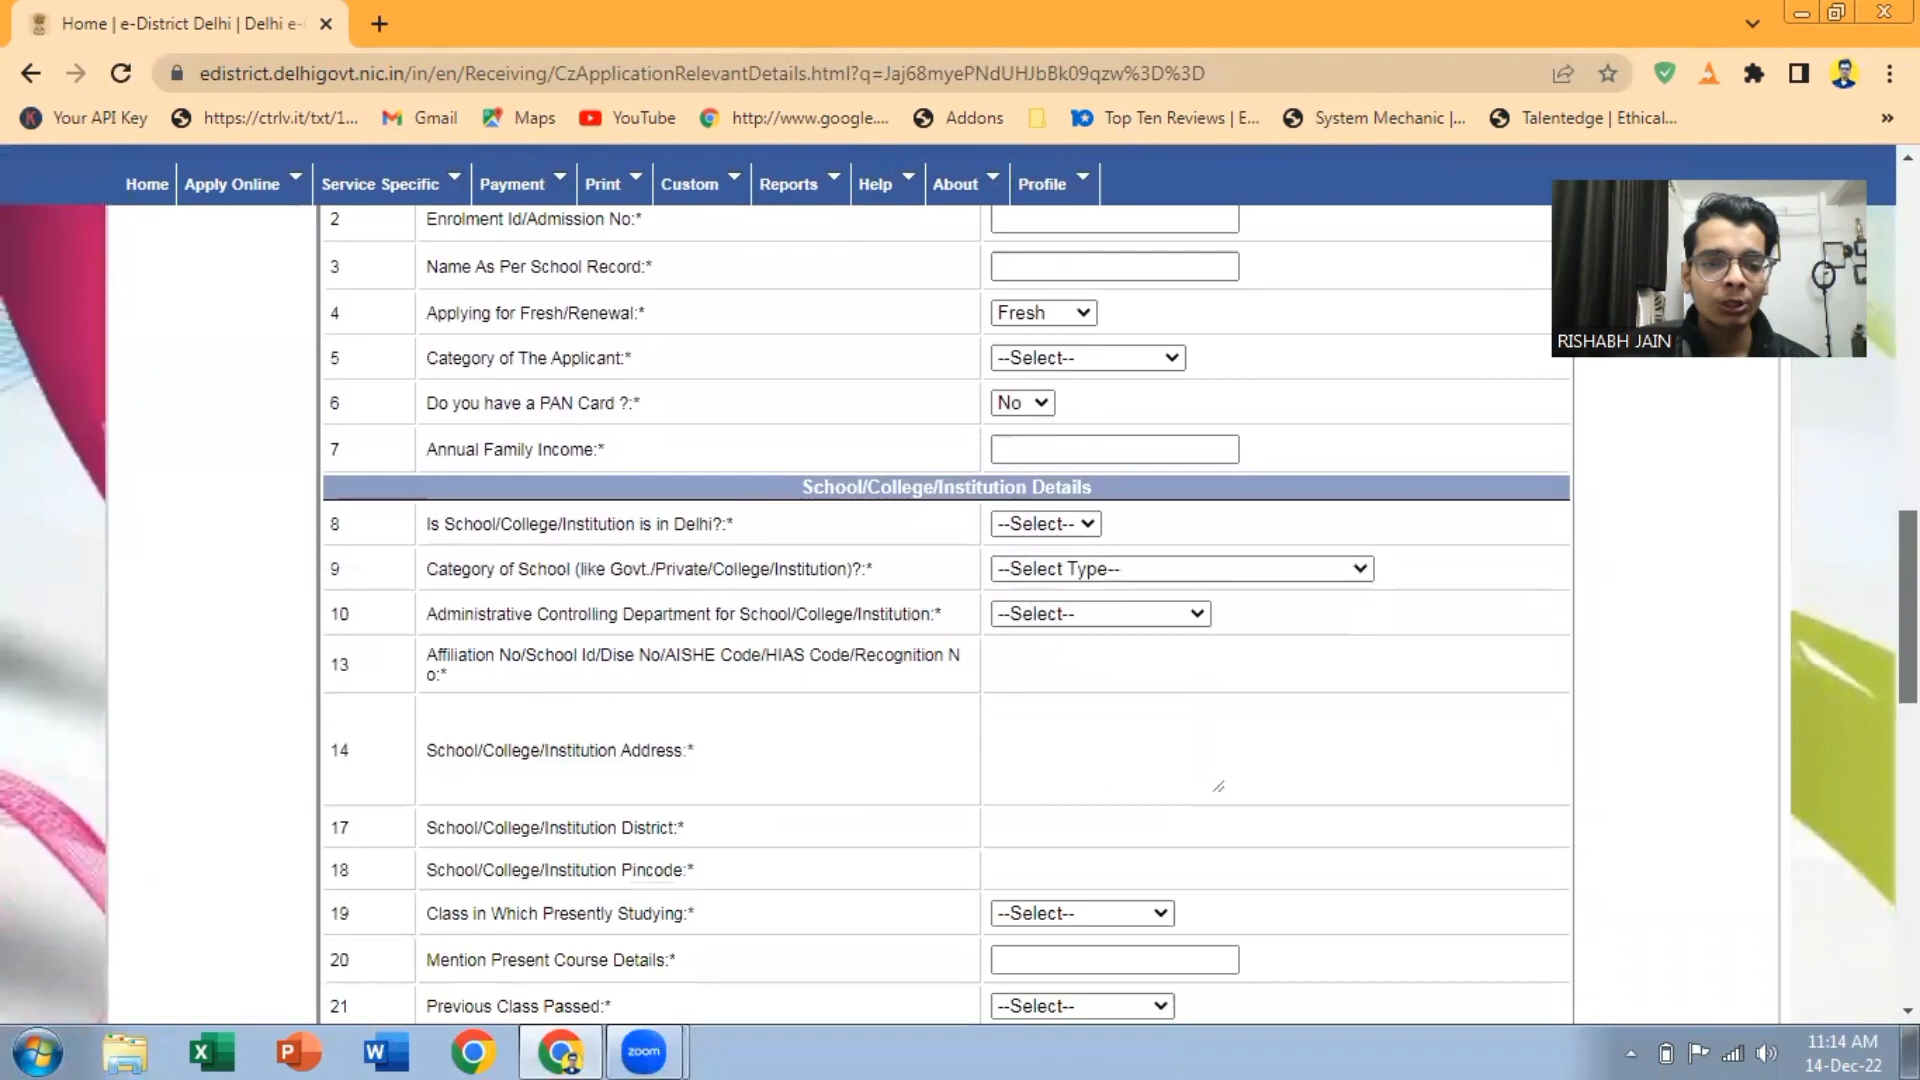 Home | e-District Delhi | Delhi e-
edistrict.delhigovt.nic.in/in/en/Receiving/CzApplicationRelevantDetails.html?q=Jaj68myePNdUHJbBk09qzw%3D%3D
Your API Key https://ctrlv.it/txt/1... Gmail Maps YouTube http://www.google.... Addons Top Ten Reviews | E... System Mechanic |... Talentedge | Ethical... »
Home Apply Online Service Specific Payment Print Custom Reports Help About Profile
2 Enrolment Id/Admission No:*
3 Name As Per School Record:*
4 Applying for Fresh/Renewal:* Fresh
RISHABH JAIN
5 Category of The Applicant:* --Select--
6 Do you have a PAN Card ?:* No
7 Annual Family Income:*
School/College/Institution Details
8 Is School/College/Institution is in Delhi?:* --Select--
9 Category of School (like Govt./Private/College/Institution)?:* --Select Type--
10 Administrative Controlling Department for School/College/Institution:* --Select--
13 Affiliation No/School Id/Dise No/AISHE Code/HIAS Code/Recognition N
o:*
14 School/College/Institution Address:*
17 School/College/Institution District:*
18 School/College/Institution Pincode:*
19 Class in Which Presently Studying:* --Select--
20 Mention Present Course Details:*
21 Previous Class Passed:* --Select--
zoom
11:14 AM
14-Dec-22